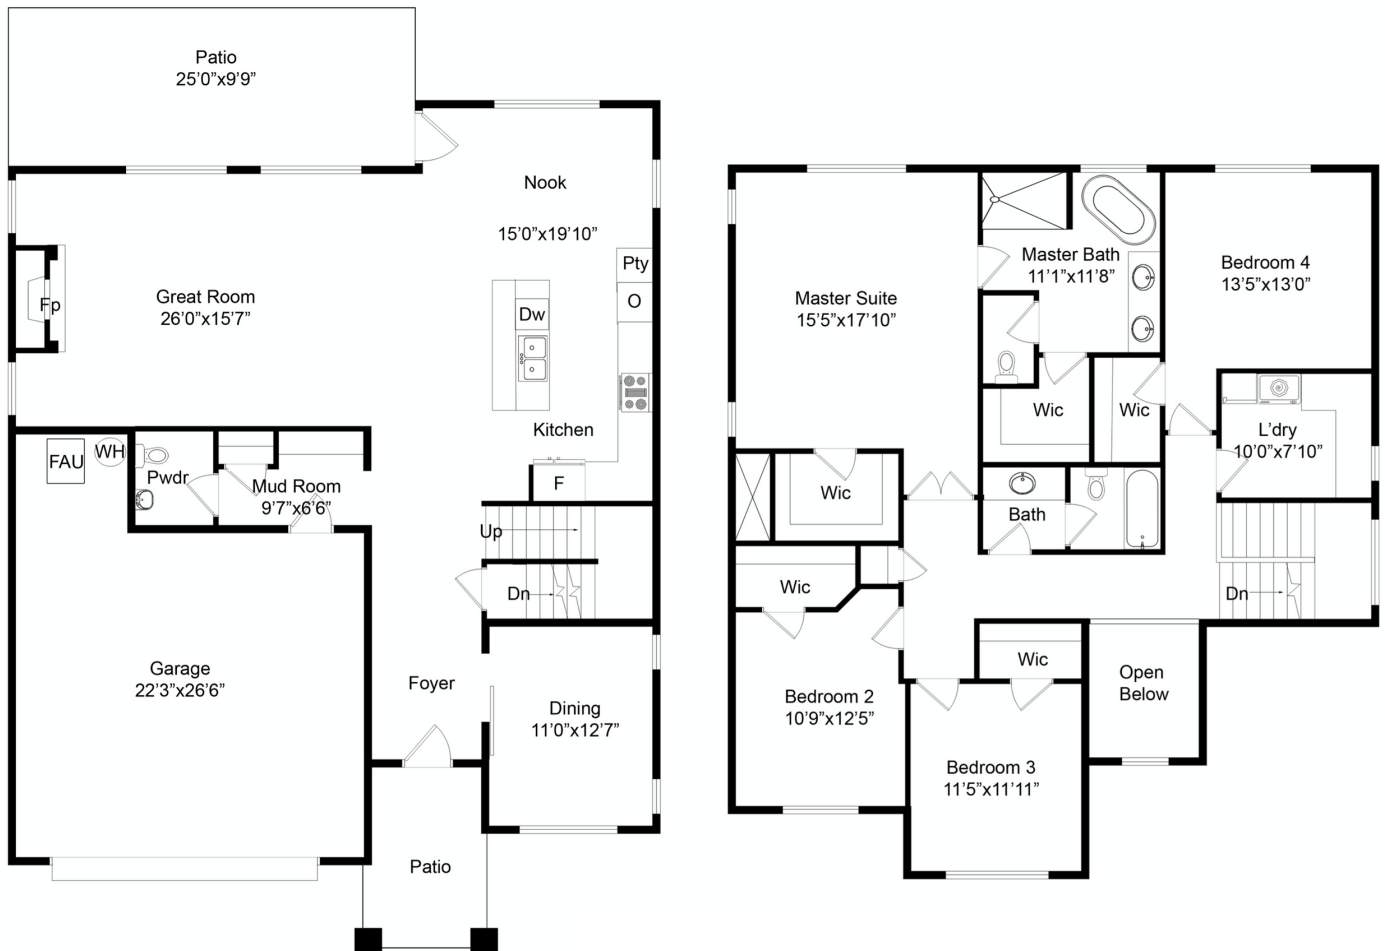 Patio
25’0”x9’9”
Nook
15’0”x19’10”
Pty
O
Dw
Great Room
26’0”x15’7”
Fp
Kitchen
F
FAU
WH
Pwdr
Mud Room
9’7”x6’6”
Up
Dn
Garage
22’3”x26’6”
Foyer
Dining
11’0”x12’7”
Patio
Master Suite
15’5”x17’10”
Master Bath
11’1”x11’8”
Bedroom 4
13’5”x13’0”
Wic
Wic
L’dry
10’0”x7’10”
Wic
Bath
Wic
Dn
Wic
Open
Below
Bedroom 2
10’9”x12’5”
Bedroom 3
11’5”x11’11”